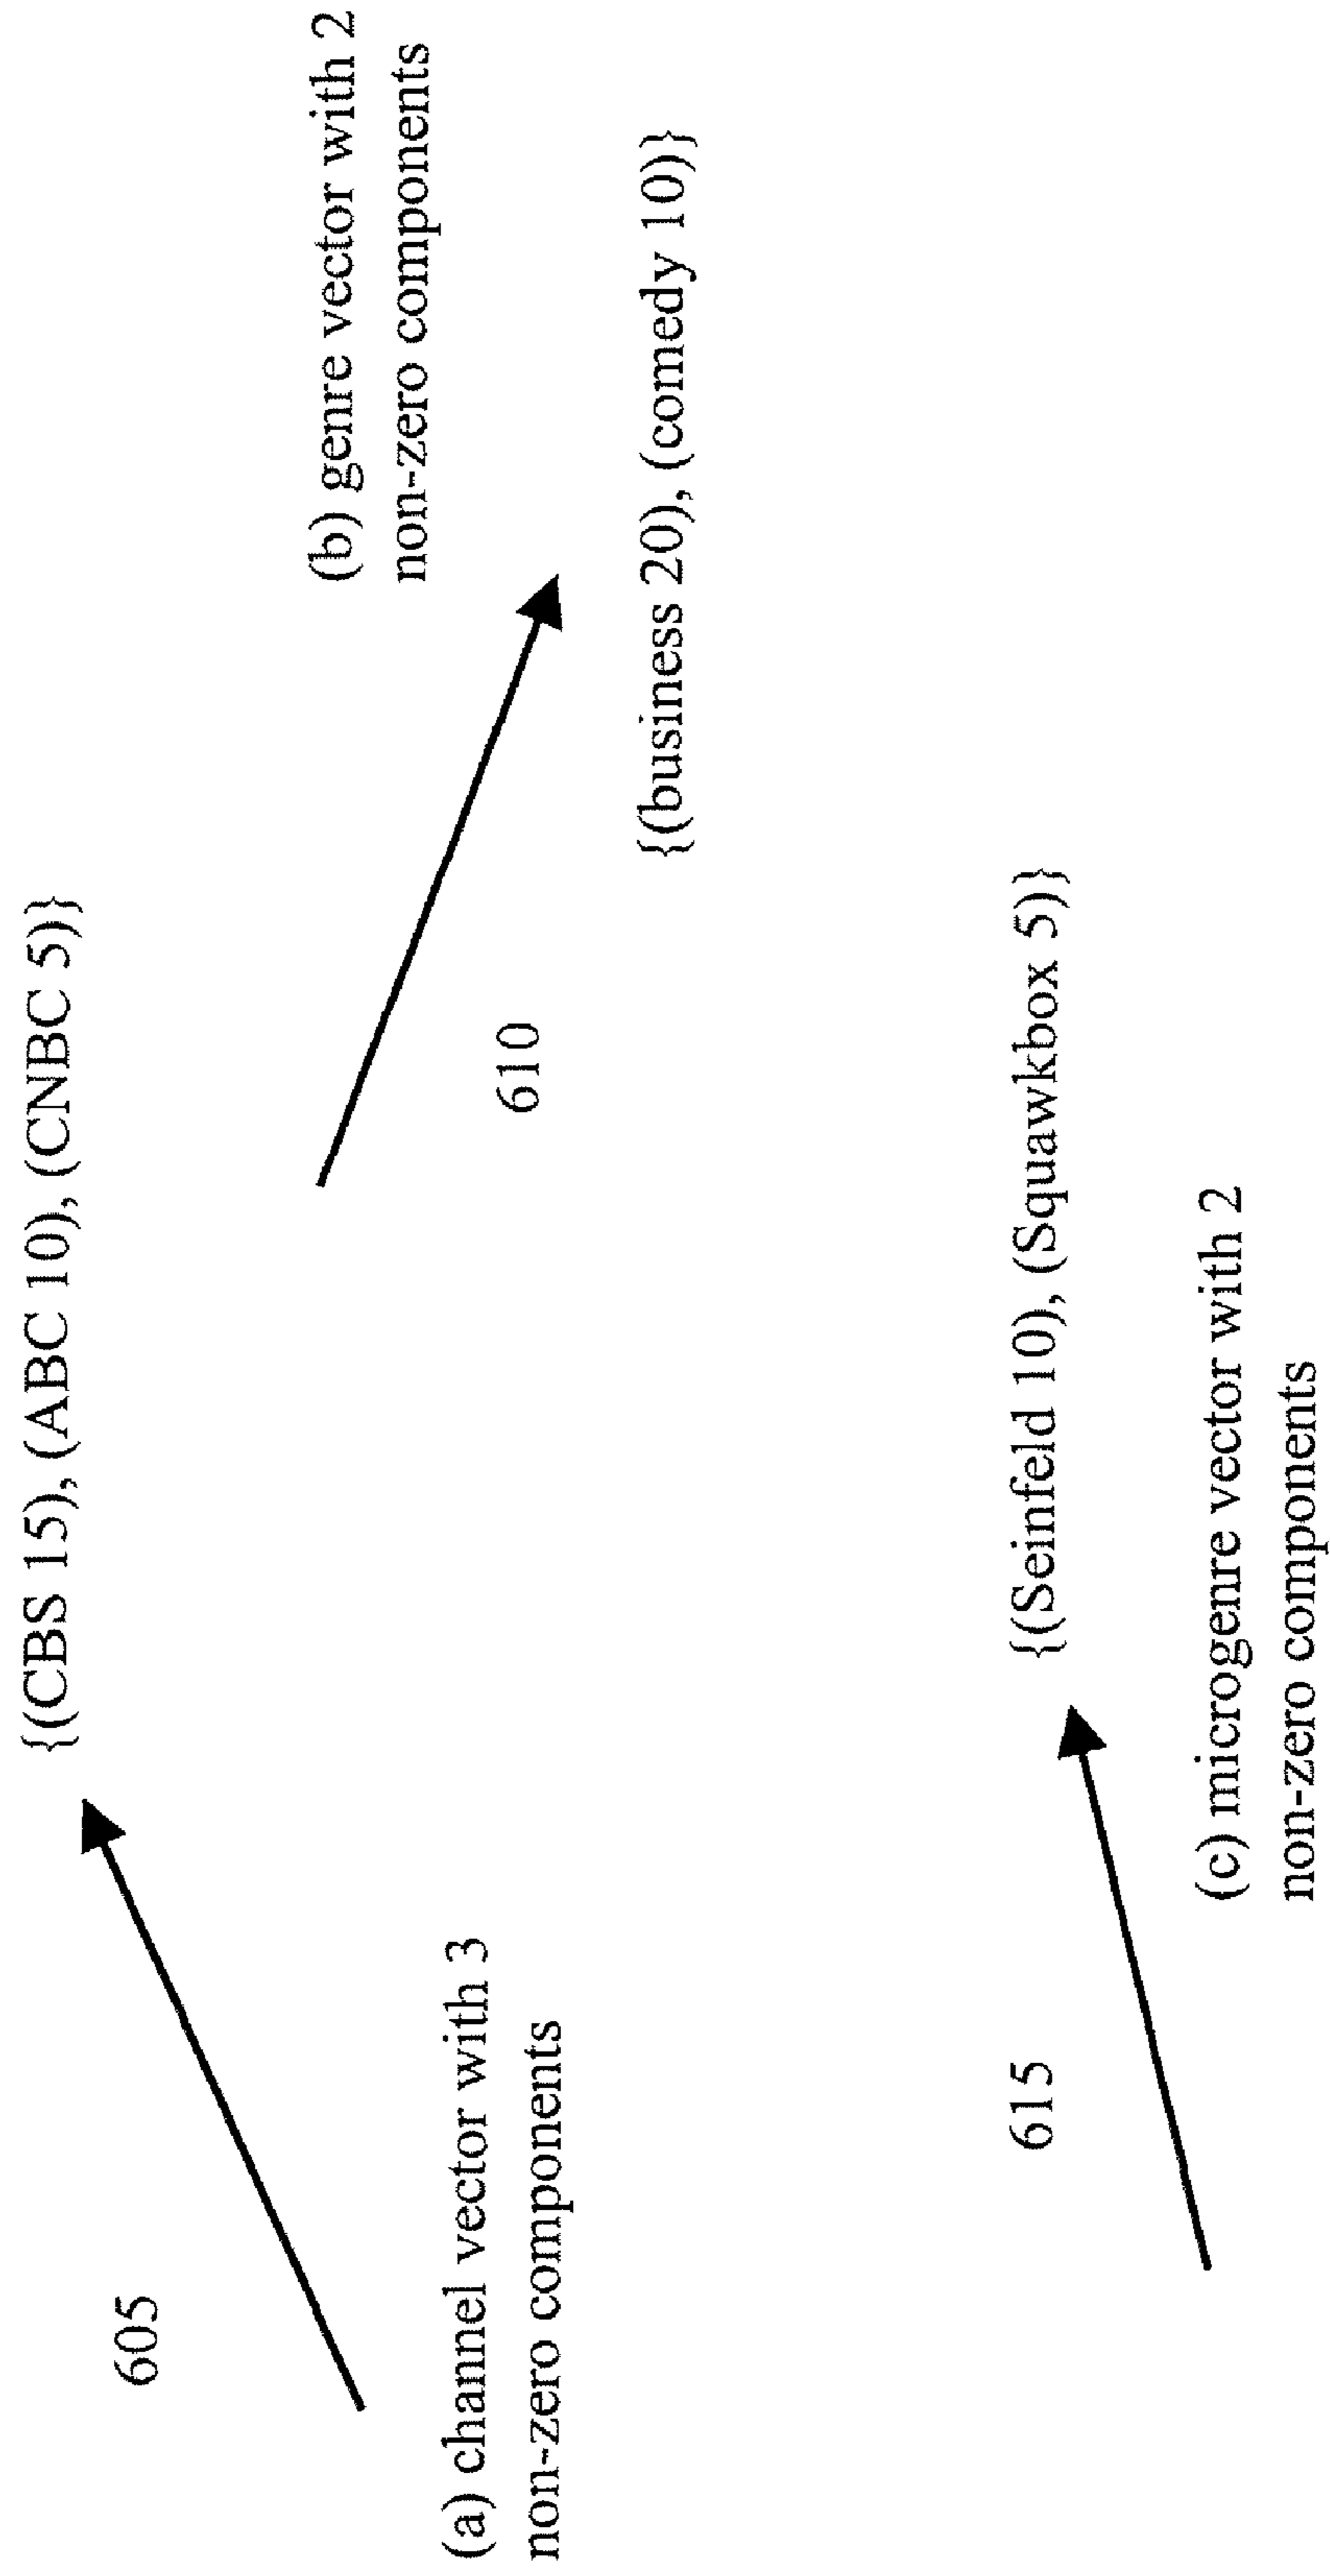 {(CBS 15), (ABC 10), (CNBC 5)}
605
(a) channel vector with 3
non-zero components
(b) genre vector with 2
non-zero components
610
{(business 20), (comedy 10)}
615
{(Seinfeld 10), (Squawkbox 5)}
(c) microgenre vector with 2
non-zero components